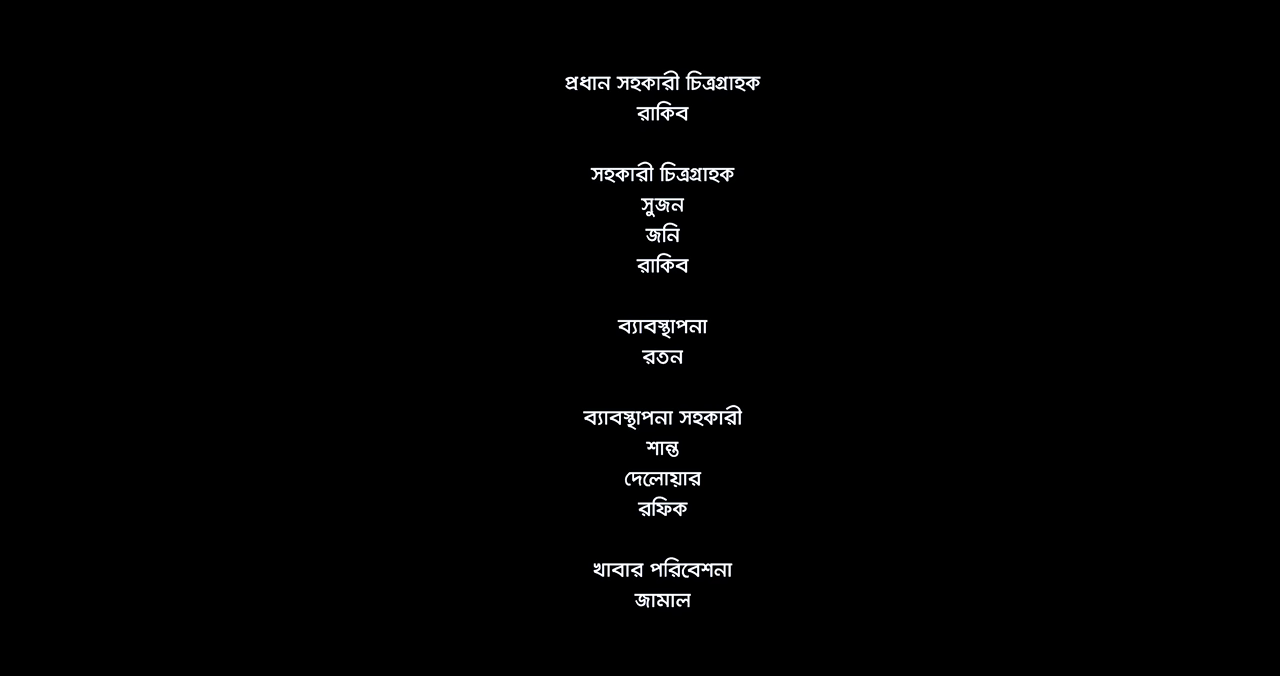 প্রধান সহকারী চিত্রগ্রাহক
রাকিব
সহকারী চিত্রগ্রাহক
সুজন
জনি
রাকিব
ব্যাবস্থাপনা
রতন
ব্যাবস্থাপনা সহকারী
শান্ত
দেলোয়ার
রফিক
খাবার পরিবেশনা
জামাল